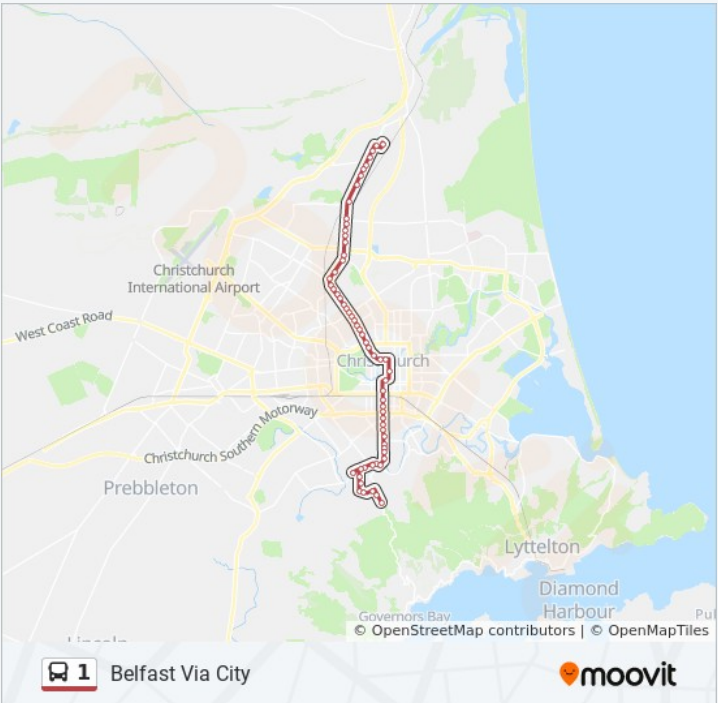 Christchurch
International Airport
West Coast Road
Christchurch
Christchurch Southern Motorway
Prebbleton
Lyttelton
Diamond
Harbour
Governors Bay
© OpenStreetMap contributors | © OpenMapTiles
1 Belfast Via City moovit